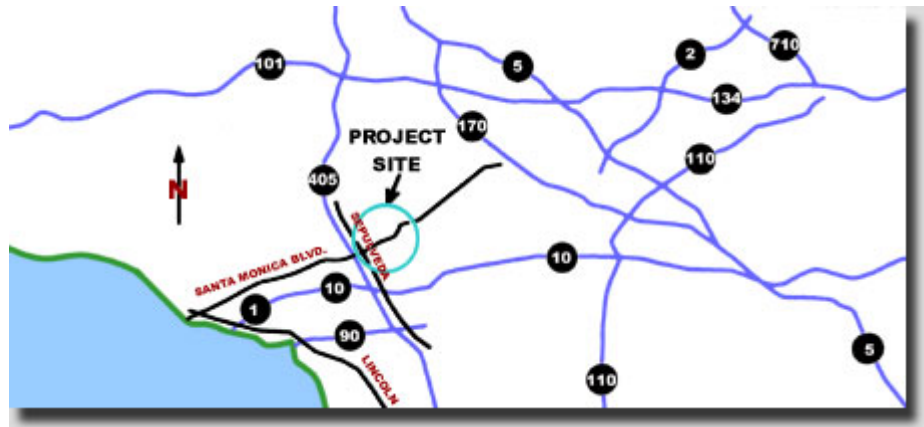 2
710
5
101
134
170
PROJECT
SITE
110
405
N
SEPULVEDA
SANTA MONICA BLVD.
10
10
1
90
5
LINCOLN
110